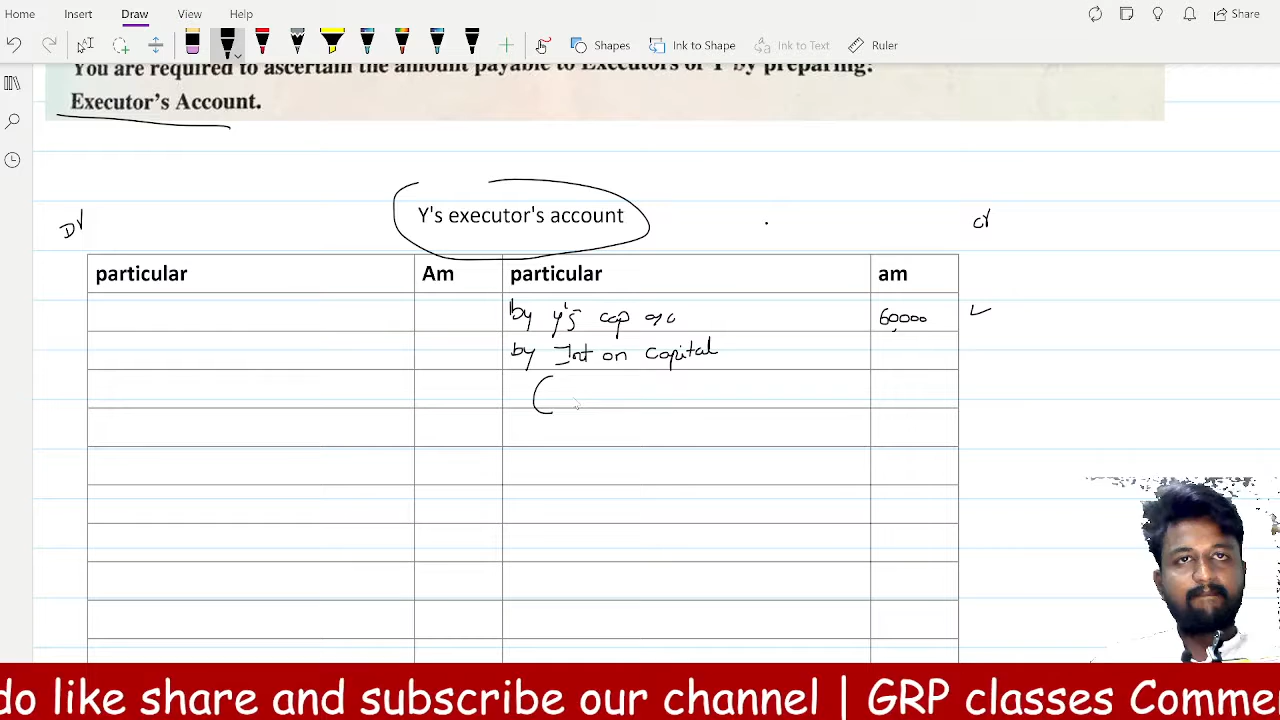 Home Insert Draw View Help
Share
Shapes Ink to Shape Ink to Text Ruler
You are required to ascertain the amount payable to Executors of Y by preparing:
Executor's Account.
Dr Y's executor's account Cr
particular Am particular am
by Y's cap a/c 60000
by Int on Capital
(
do like share and subscribe our channel | GRP classes Comme